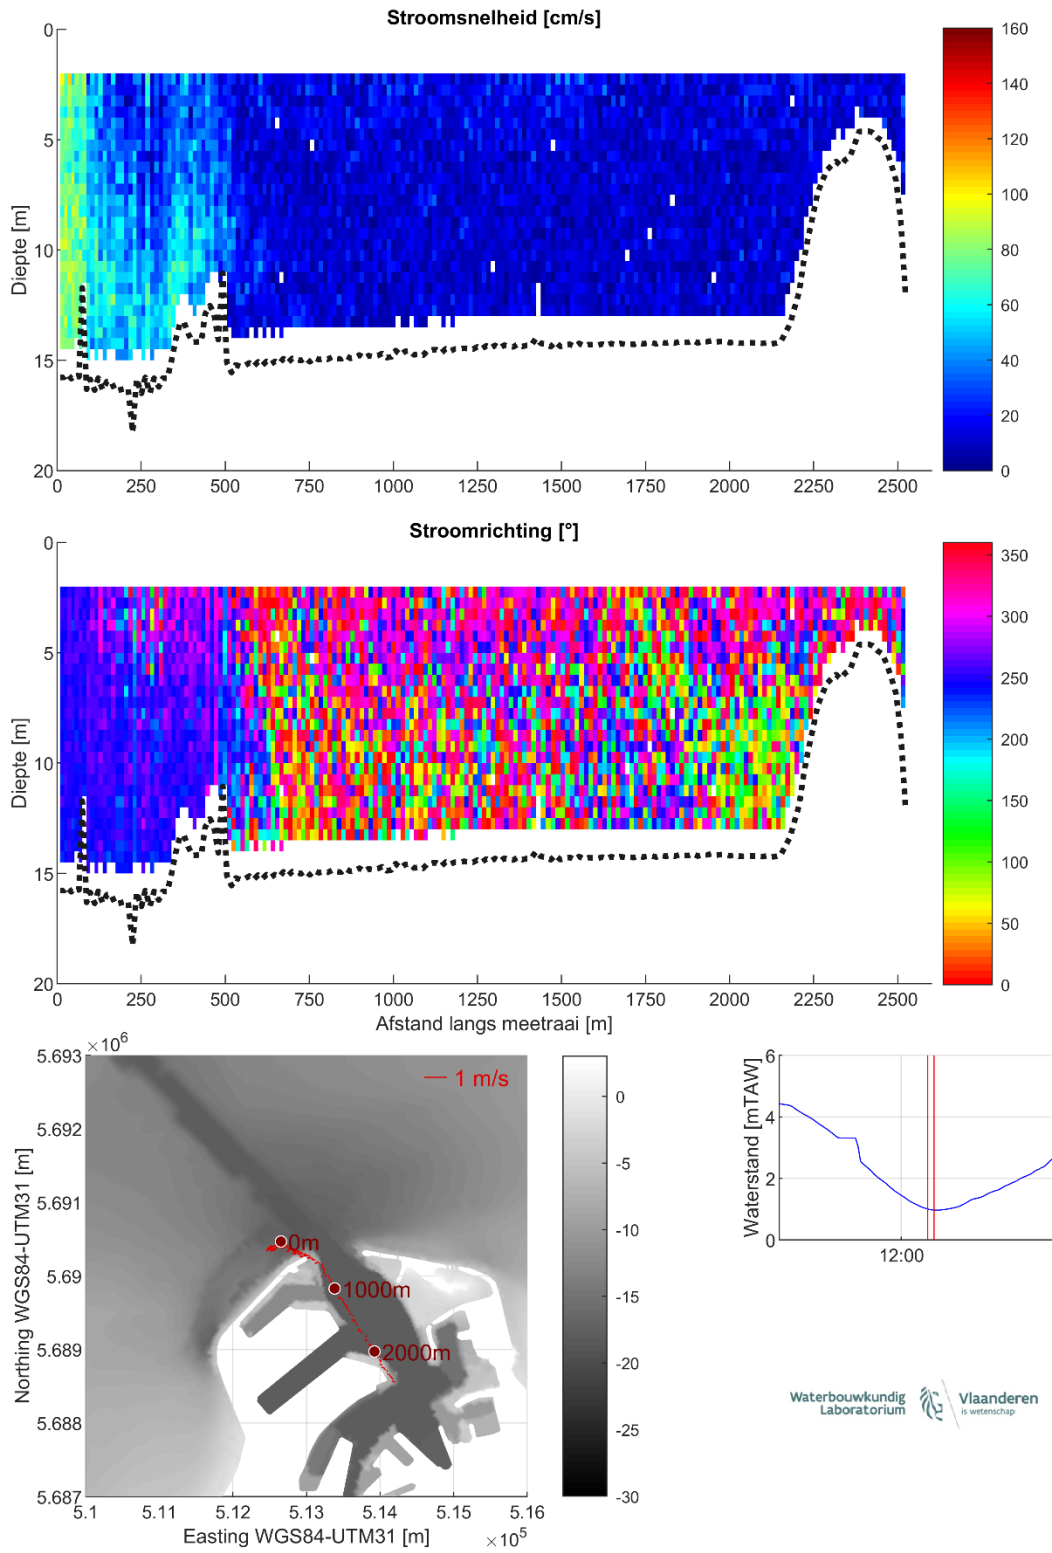 Stroomsnelheid [cm/s]
0
5
10
15
20
Diepte [m]
0 250 500 750 1000 1250 1500 1750 2000 2250 2500
160
140
120
100
80
60
40
20
0
Stroomrichting [°]
0
5
10
15
20
Diepte [m]
0 250 500 750 1000 1250 1500 1750 2000 2250 2500
Afstand langs meetraai [m]
350
300
250
200
150
100
50
0
×10⁶
5.693
5.692
5.691
5.69
5.689
5.688
5.687
Northing WGS84-UTM31 [m]
1 m/s
0m
1000m
2000m
5.1 5.11 5.12 5.13 5.14 5.15 5.16
Easting WGS84-UTM31 [m]
×10⁵
0
-5
-10
-15
-20
-25
-30
6
4
2
0
Waterstand [mTAW]
12:00
Waterbouwkundig
Laboratorium
Vlaanderen
is wetenschap